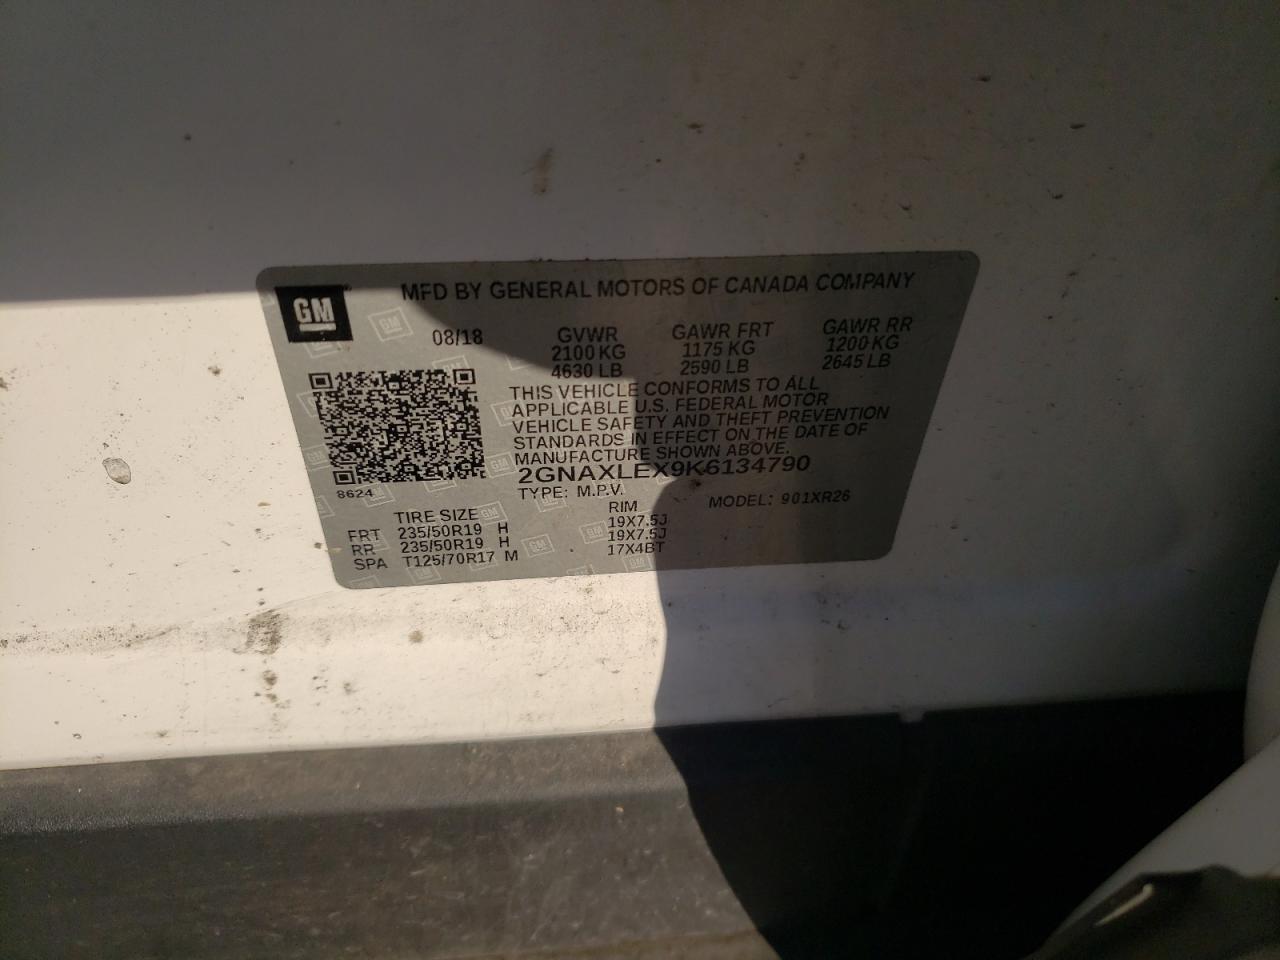 MFD BY GENERAL MOTORS OF CANADA COMPANY
GM
08/18 GVWR GAWR FRT GAWR RR
2100 KG 1175 KG 1200 KG
4630 LB 2590 LB 2645 LB
THIS VEHICLE CONFORMS TO ALL
APPLICABLE U.S. FEDERAL MOTOR
VEHICLE SAFETY AND THEFT PREVENTION
STANDARDS IN EFFECT ON THE DATE OF
MANUFACTURE SHOWN ABOVE.
2GNAXLEX9K6134790
8624
TYPE: M.P.V. MODEL: 901XR26
TIRE SIZE RIM
FRT 235/50R19 H 19X7.5J
RR 235/50R19 H 19X7.5J
SPA T125/70R17 M 17X4BT